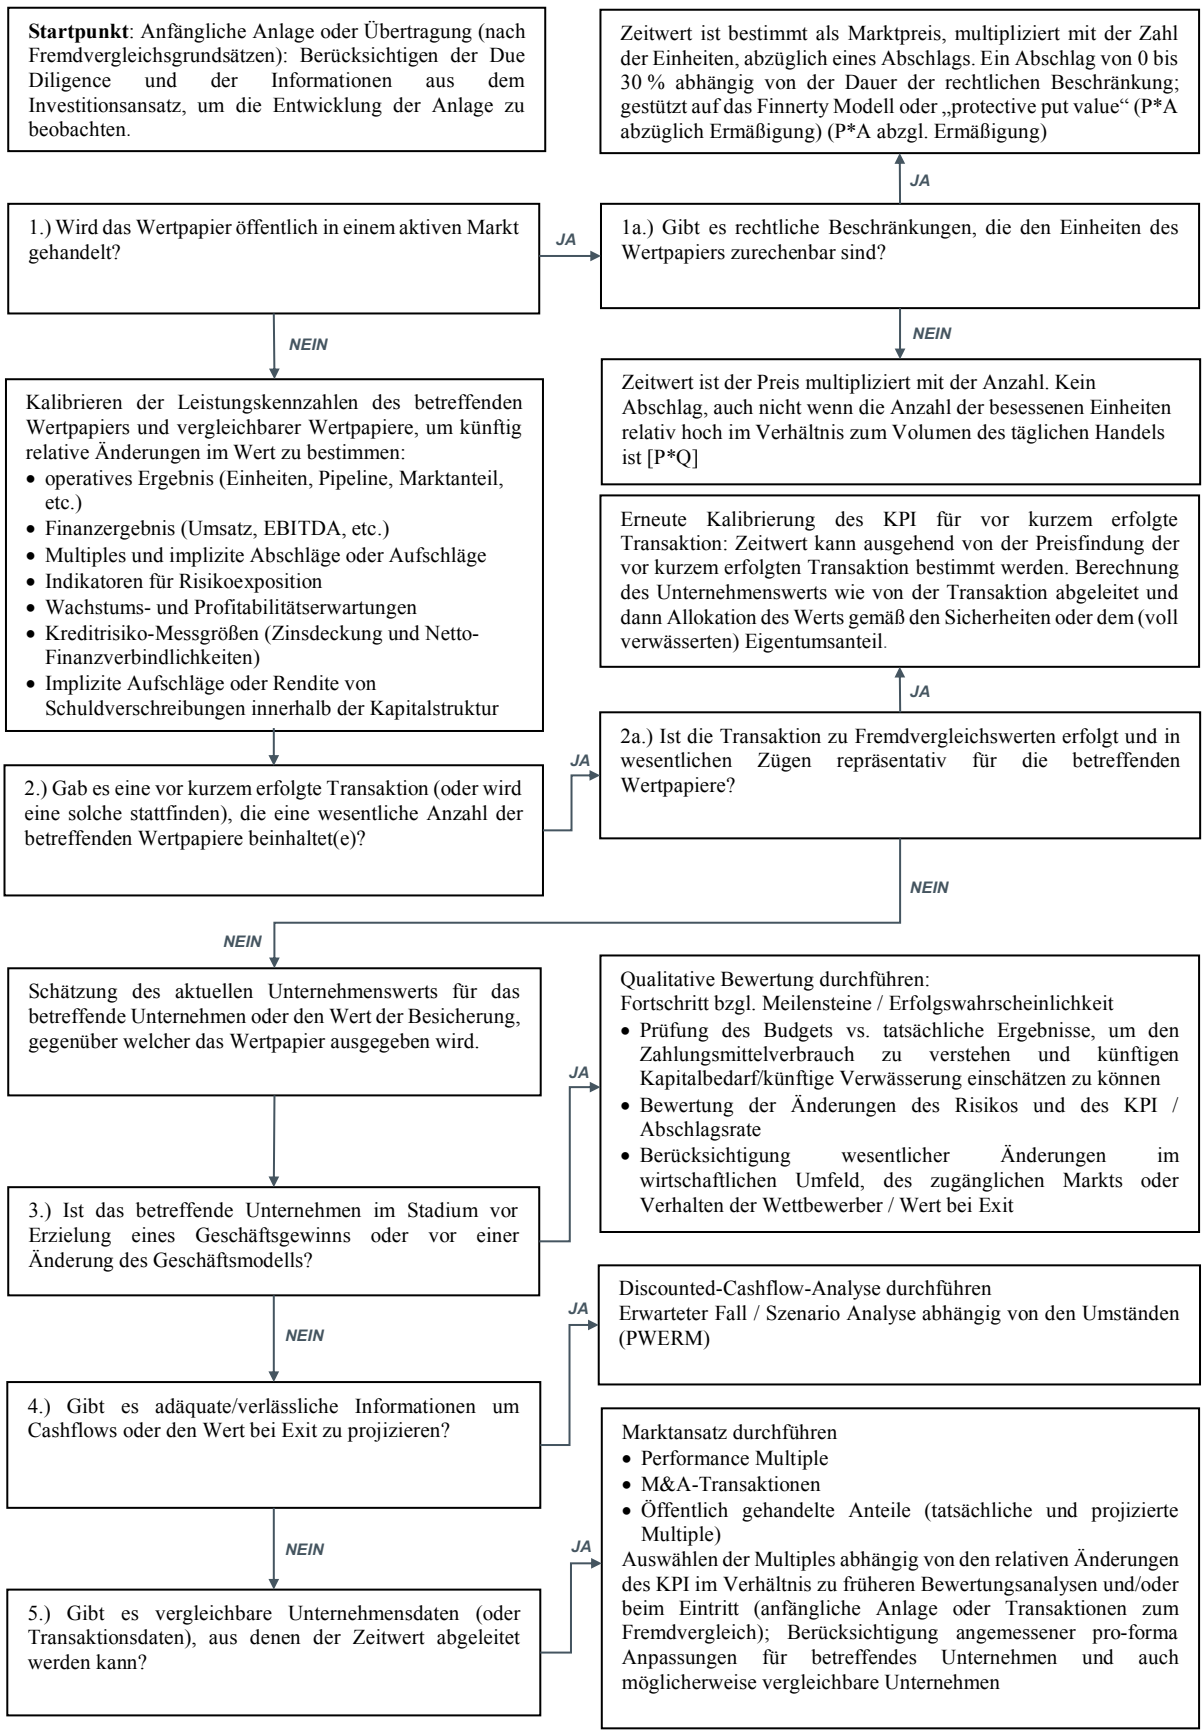 Startpunkt: Anfängliche Anlage oder Übertragung (nach
Fremdvergleichsgrundsätzen): Berücksichtigen der Due
Diligence und der Informationen aus dem
Investitionsansatz, um die Entwicklung der Anlage zu
beobachten.
Zeitwert ist bestimmt als Marktpreis, multipliziert mit der Zahl
der Einheiten, abzüglich eines Abschlags. Ein Abschlag von 0 bis
30 % abhängig von der Dauer der rechtlichen Beschränkung;
gestützt auf das Finnerty Modell oder „protective put value“ (P*A
abzüglich Ermäßigung) (P*A abzgl. Ermäßigung)
JA
1.) Wird das Wertpapier öffentlich in einem aktiven Markt
gehandelt?
JA
1a.) Gibt es rechtliche Beschränkungen, die den Einheiten des
Wertpapiers zurechenbar sind?
NEIN
NEIN
Zeitwert ist der Preis multipliziert mit der Anzahl. Kein
Abschlag, auch nicht wenn die Anzahl der besessenen Einheiten
relativ hoch im Verhältnis zum Volumen des täglichen Handels
ist [P*Q]
Kalibrieren der Leistungskennzahlen des betreffenden
Wertpapiers und vergleichbarer Wertpapiere, um künftig
relative Änderungen im Wert zu bestimmen:
• operatives Ergebnis (Einheiten, Pipeline, Marktanteil,
etc.)
• Finanzergebnis (Umsatz, EBITDA, etc.)
• Multiples und implizite Abschläge oder Aufschläge
• Indikatoren für Risikoexposition
• Wachstums- und Profitabilitätserwartungen
• Kreditrisiko-Messgrößen (Zinsdeckung und Netto-
Finanzverbindlichkeiten)
• Implizite Aufschläge oder Rendite von
Schuldverschreibungen innerhalb der Kapitalstruktur
Erneute Kalibrierung des KPI für vor kurzem erfolgte
Transaktion: Zeitwert kann ausgehend von der Preisfindung der
vor kurzem erfolgten Transaktion bestimmt werden. Berechnung
des Unternehmenswerts wie von der Transaktion abgeleitet und
dann Allokation des Werts gemäß den Sicherheiten oder dem (voll
verwässerten) Eigentumsanteil.
JA
2.) Gab es eine vor kurzem erfolgte Transaktion (oder wird
eine solche stattfinden), die eine wesentliche Anzahl der
betreffenden Wertpapiere beinhaltet(e)?
JA
2a.) Ist die Transaktion zu Fremdvergleichswerten erfolgt und in
wesentlichen Zügen repräsentativ für die betreffenden
Wertpapiere?
NEIN
NEIN
Schätzung des aktuellen Unternehmenswerts für das
betreffende Unternehmen oder den Wert der Besicherung,
gegenüber welcher das Wertpapier ausgegeben wird.
Qualitative Bewertung durchführen:
Fortschritt bzgl. Meilensteine / Erfolgswahrscheinlichkeit
• Prüfung des Budgets vs. tatsächliche Ergebnisse, um den
Zahlungsmittelverbrauch zu verstehen und künftigen
Kapitalbedarf/künftige Verwässerung einschätzen zu können
• Bewertung der Änderungen des Risikos und des KPI /
Abschlagsrate
• Berücksichtigung wesentlicher Änderungen im
wirtschaftlichen Umfeld, des zugänglichen Markts oder
Verhalten der Wettbewerber / Wert bei Exit
JA
3.) Ist das betreffende Unternehmen im Stadium vor
Erzielung eines Geschäftsgewinns oder vor einer
Änderung des Geschäftsmodells?
NEIN
JA
Discounted-Cashflow-Analyse durchführen
Erwarteter Fall / Szenario Analyse abhängig von den Umständen
(PWERM)
4.) Gibt es adäquate/verlässliche Informationen um
Cashflows oder den Wert bei Exit zu projizieren?
NEIN
JA
Marktansatz durchführen
• Performance Multiple
• M&A-Transaktionen
• Öffentlich gehandelte Anteile (tatsächliche und projizierte
Multiple)
Auswählen der Multiples abhängig von den relativen Änderungen
des KPI im Verhältnis zu früheren Bewertungsanalysen und/oder
beim Eintritt (anfängliche Anlage oder Transaktionen zum
Fremdvergleich); Berücksichtigung angemessener pro-forma
Anpassungen für betreffendes Unternehmen und auch
möglicherweise vergleichbare Unternehmen
5.) Gibt es vergleichbare Unternehmensdaten (oder
Transaktionsdaten), aus denen der Zeitwert abgeleitet
werden kann?